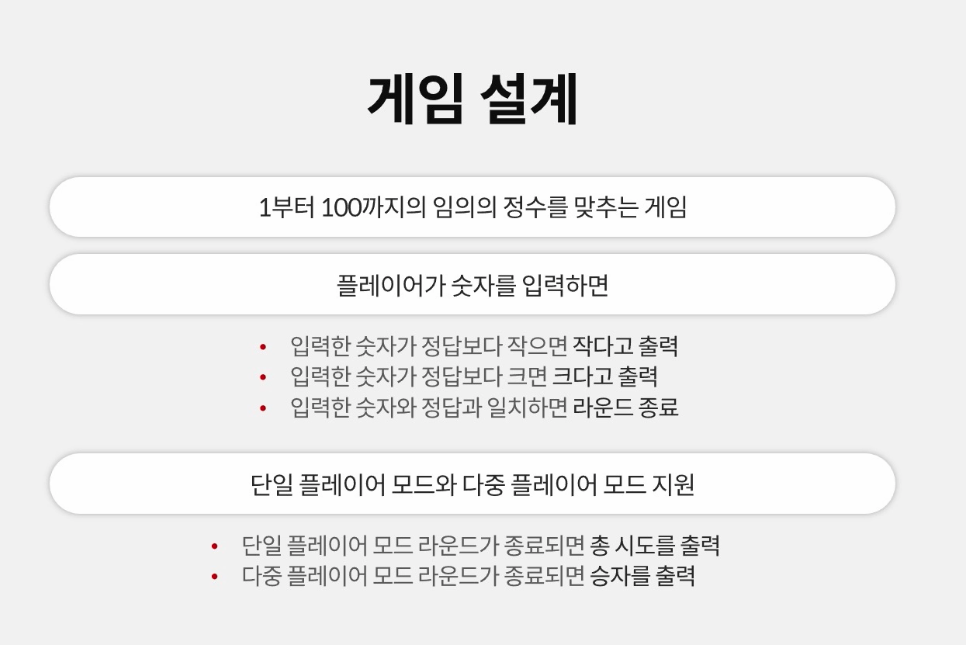 게임 설계
1부터 100까지의 임의의 정수를 맞추는 게임
플레이어가 숫자를 입력하면
• 입력한 숫자가 정답보다 작으면 작다고 출력
• 입력한 숫자가 정답보다 크면 크다고 출력
• 입력한 숫자와 정답과 일치하면 라운드 종료
단일 플레이어 모드와 다중 플레이어 모드 지원
• 단일 플레이어 모드 라운드가 종료되면 총 시도를 출력
• 다중 플레이어 모드 라운드가 종료되면 승자를 출력